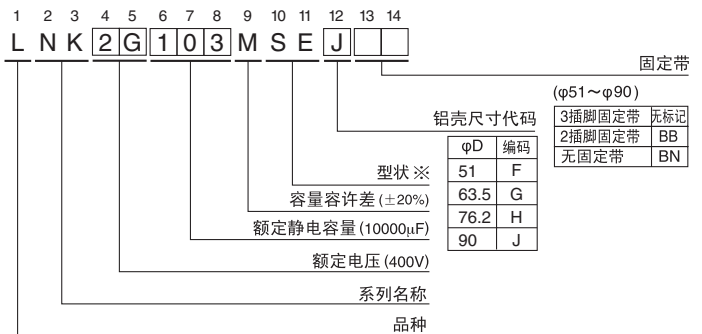 1 2 3 4 5 6 7 8 9 10 11 12 13 14
L N K 2 G 1 0 3 M S E J
固定带
(φ51～φ90)
3插脚固定带 无标记
2插脚固定带 BB
无固定带 BN
铝壳尺寸代码
φD 编码
51 F
63.5 G
76.2 H
90 J
型状※
容量容许差(±20%)
额定静电容量(10000μF)
额定电压(400V)
系列名称
品种